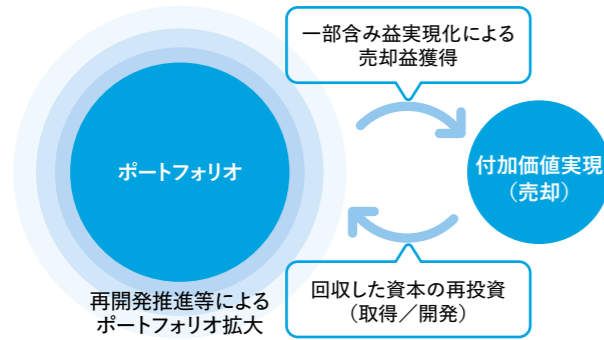 一部含み益実現化による
売却益獲得
ポートフォリオ
付加価値実現
（売却）
回収した資本の再投資
（取得／開発）
再開発推進等による
ポートフォリオ拡大